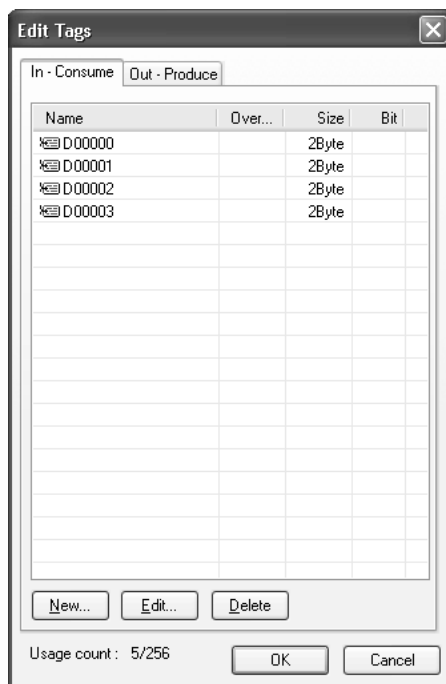 Edit Tags
In - Consume Out - Produce
Name Over... Size Bit
D00000 2Byte
D00001 2Byte
D00002 2Byte
D00003 2Byte
New... Edit... Delete
Usage count : 5/256 OK Cancel